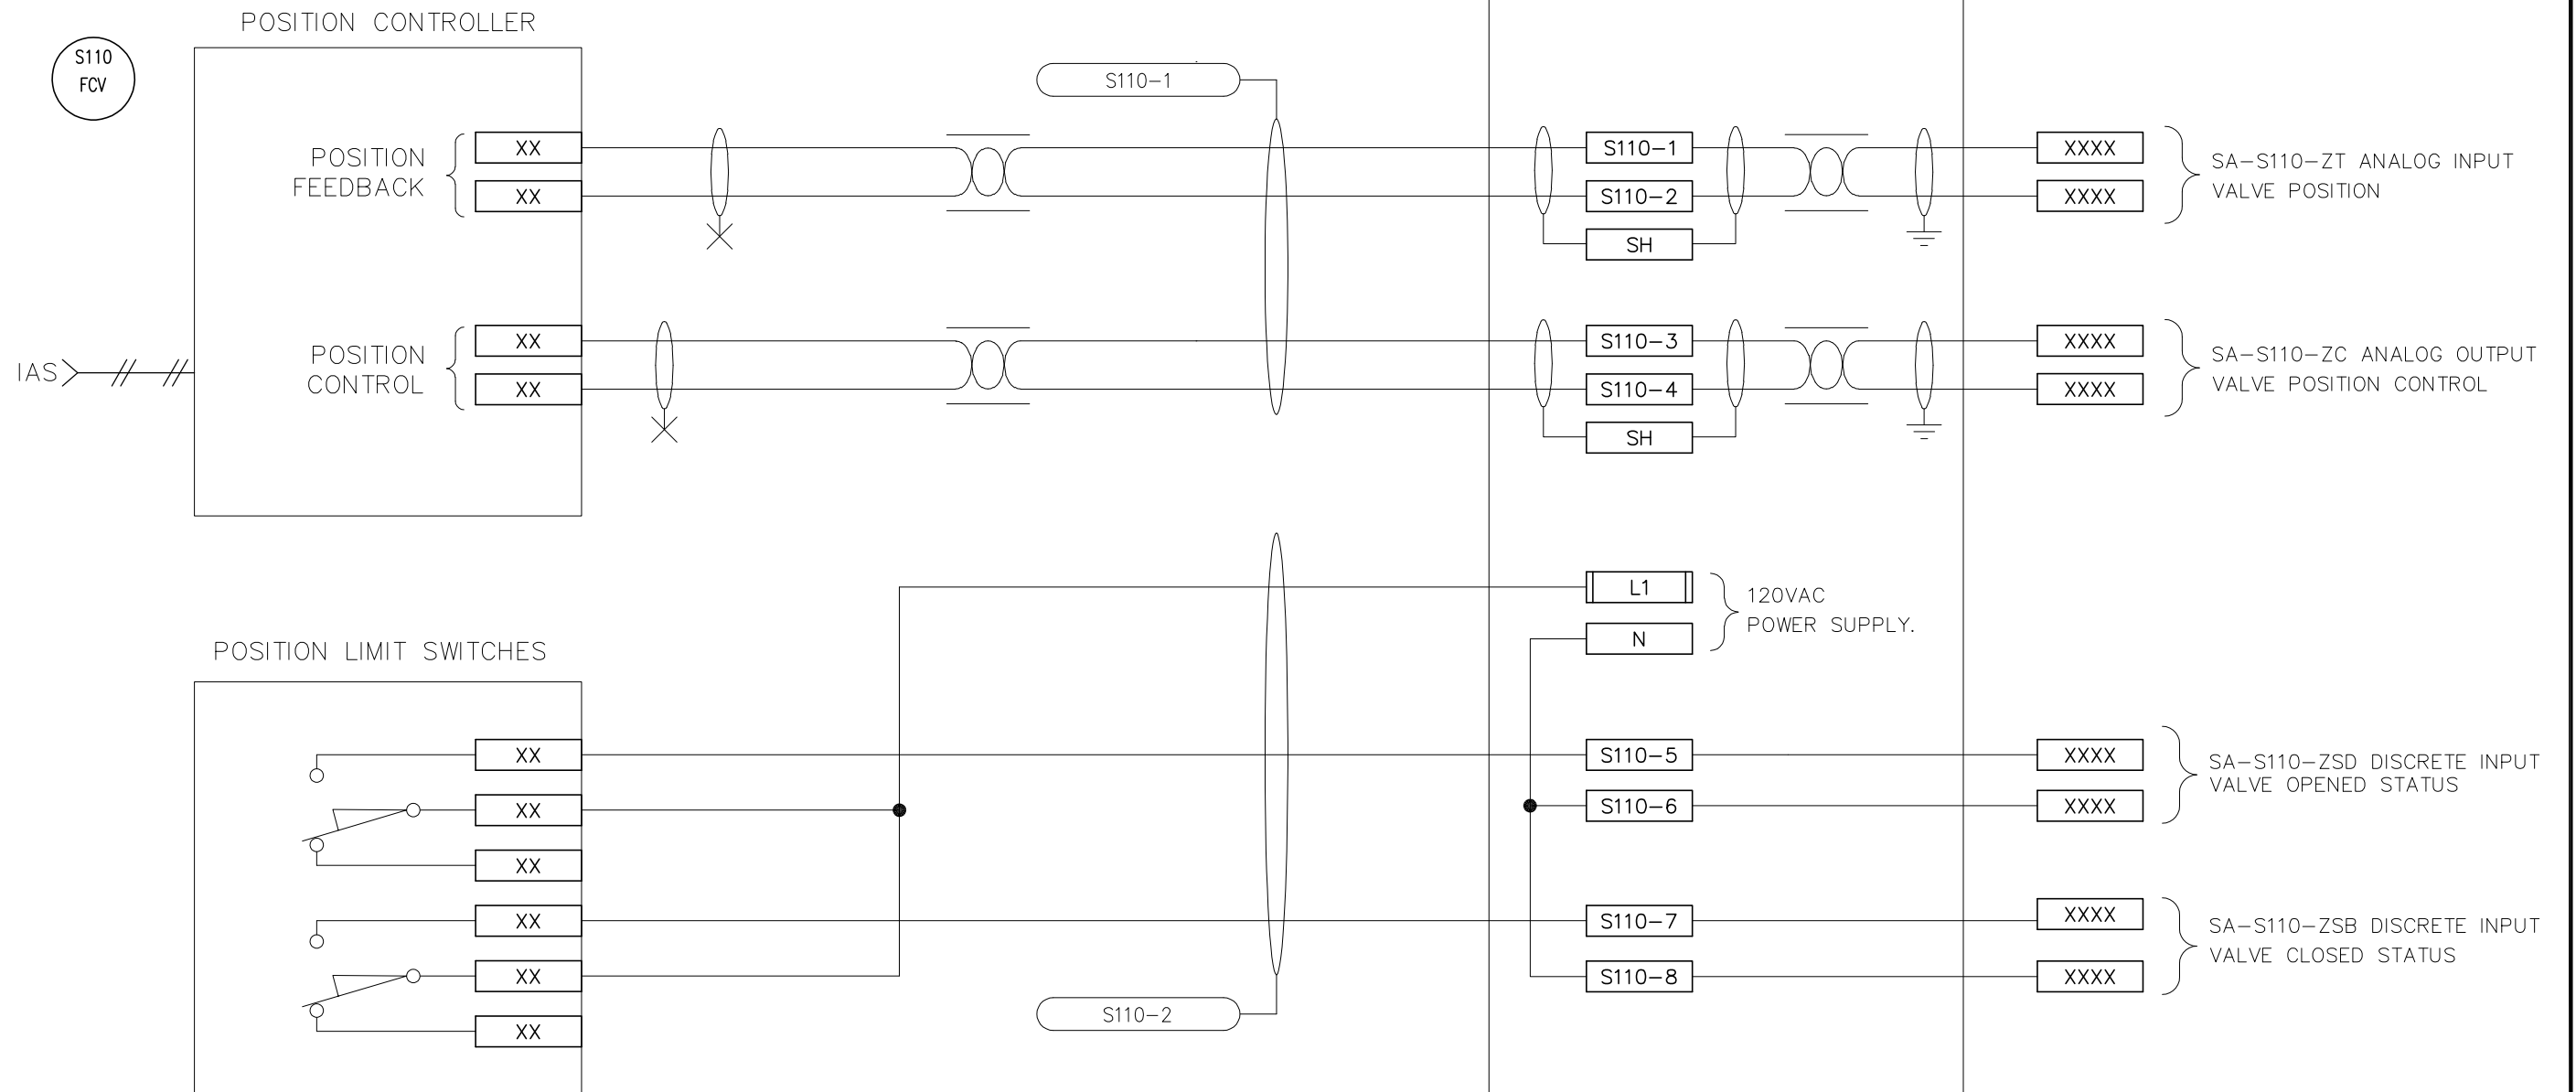 POSITION CONTROLLER
S110
FCV
S110-1
POSITION
FEEDBACK
XX
XX
S110-1
S110-2
SH
XXXX
XXXX
SA-S110-ZT ANALOG INPUT
VALVE POSITION
IAS
POSITION
CONTROL
XX
XX
S110-3
S110-4
SH
XXXX
XXXX
SA-S110-ZC ANALOG OUTPUT
VALVE POSITION CONTROL
L1
N
120VAC
POWER SUPPLY.
POSITION LIMIT SWITCHES
XX
XX
XX
XX
XX
XX
S110-5
S110-6
XXXX
XXXX
SA-S110-ZSD DISCRETE INPUT
VALVE OPENED STATUS
S110-7
S110-8
XXXX
XXXX
SA-S110-ZSB DISCRETE INPUT
VALVE CLOSED STATUS
S110-2